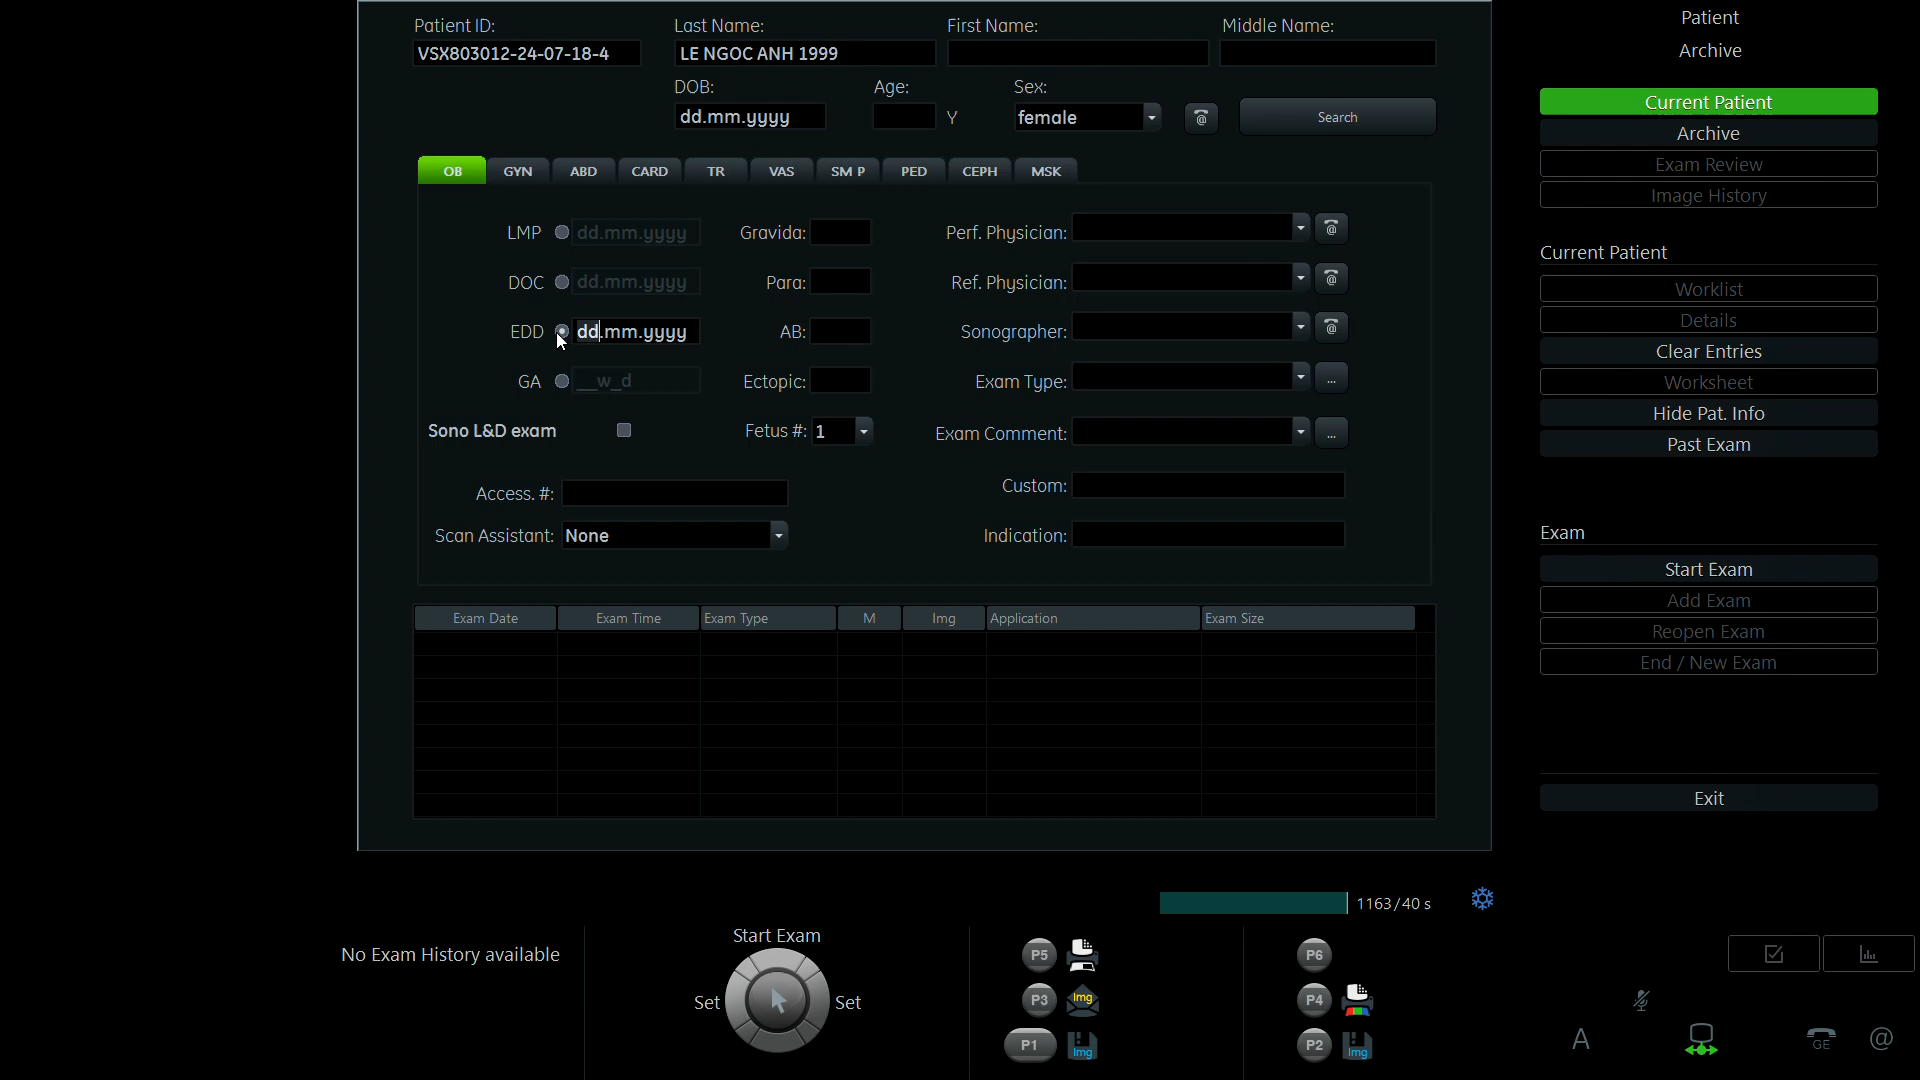 Patient ID: Last Name: First Name: Middle Name:
VSX803012-24-07-18-4 LE NGOC ANH 1999
DOB: Age: Sex:
dd.mm.yyyy Y female @ Search
OB GYN ABD CARD TR VAS SM P PED CEPH MSK
LMP dd.mm.yyyy Gravida: Perf. Physician: @
DOC dd.mm.yyyy Para: Ref. Physician: @
EDD dd.mm.yyyy AB: Sonographer: @
GA __w_d Ectopic: Exam Type: ...
Sono L&D exam Fetus #: 1 Exam Comment: ...
Access. #: Custom:
Scan Assistant: None Indication:
Exam Date Exam Time Exam Type M Img Application Exam Size
Patient
Archive
Current Patient
Archive
Exam Review
Image History
Current Patient
Worklist
Details
Clear Entries
Worksheet
Hide Pat. Info
Past Exam
Exam
Start Exam
Add Exam
Reopen Exam
End / New Exam
Exit
1163/40 s
No Exam History available
Start Exam
Set Set
P5 P6
P3 Img P4
P1 Img P2 Img
A GE @